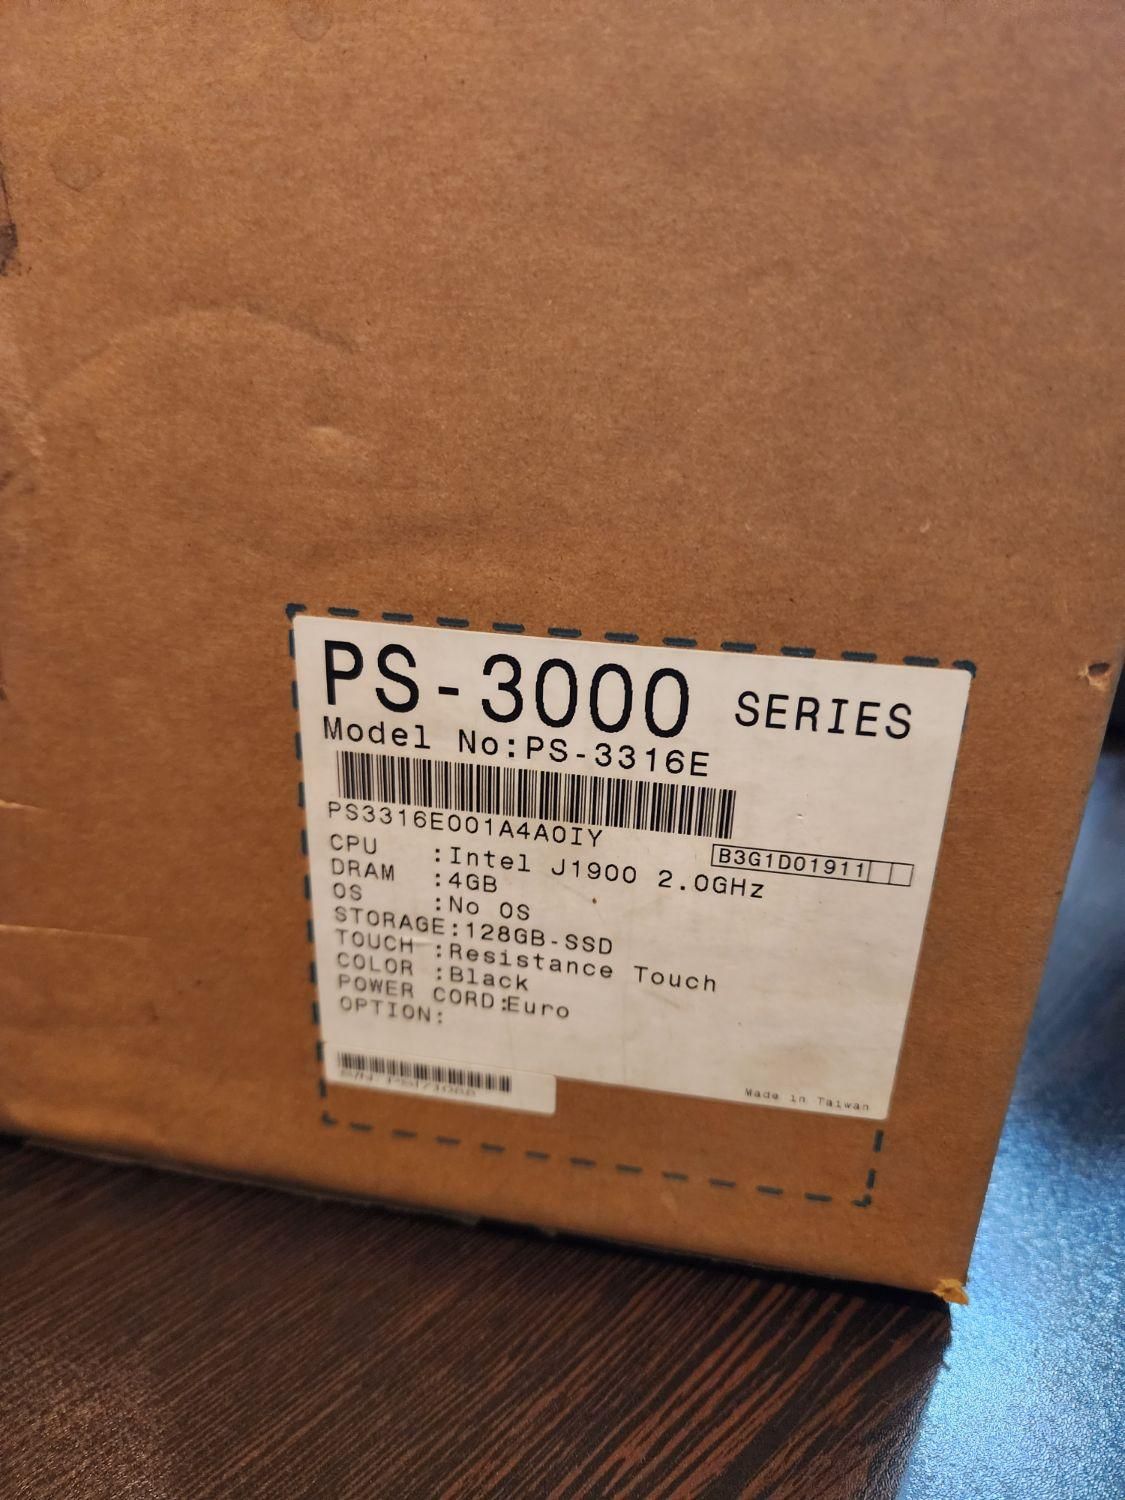 PS-3000 SERIES
Model No:PS-3316E
PS3316E001A4A0IY
B3G1D01911
CPU :Intel J1900 2.0GHz
DRAM :4GB
OS :No OS
STORAGE:128GB-SSD
TOUCH :Resistance Touch
COLOR :Black
POWER CORD:Euro
OPTION:
S/N:
Made in Taiwan